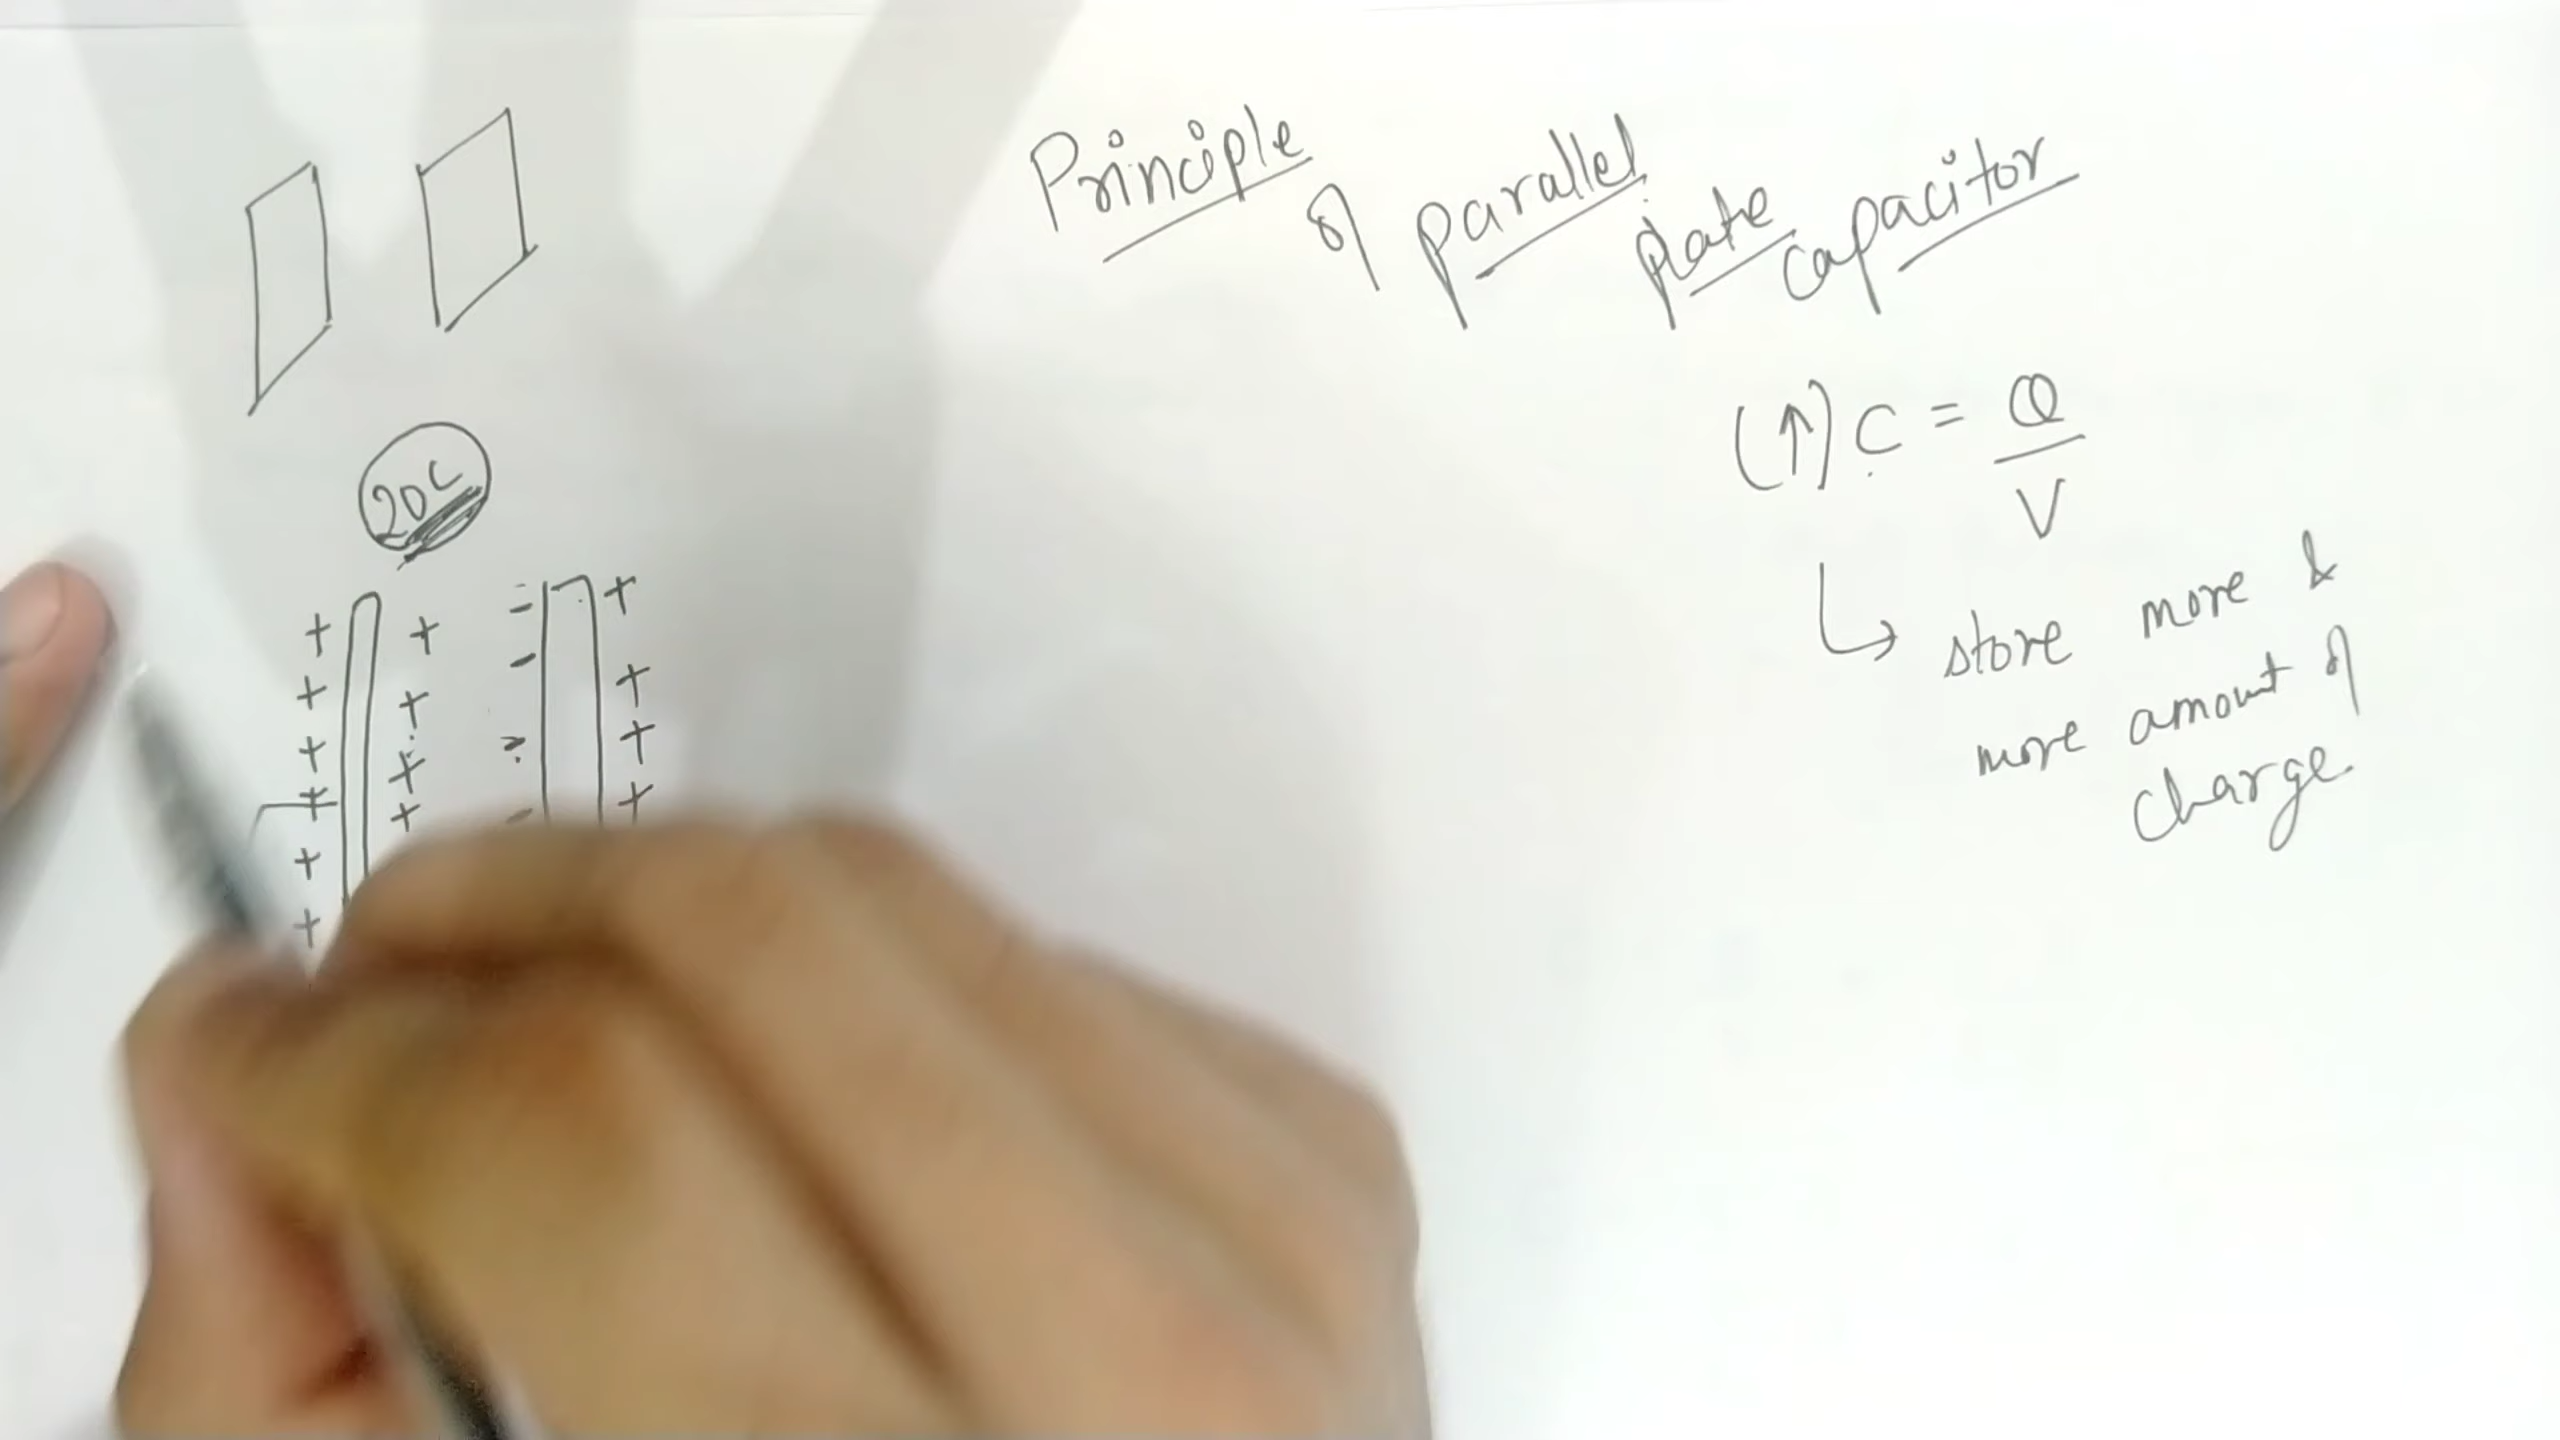 Principle of parallel plate capacitor
(↑) C = Q
V
20C
↳ store more &
more amount of
charge
+ + - +
+ + - +
+ + - +
+ + - +
+
+